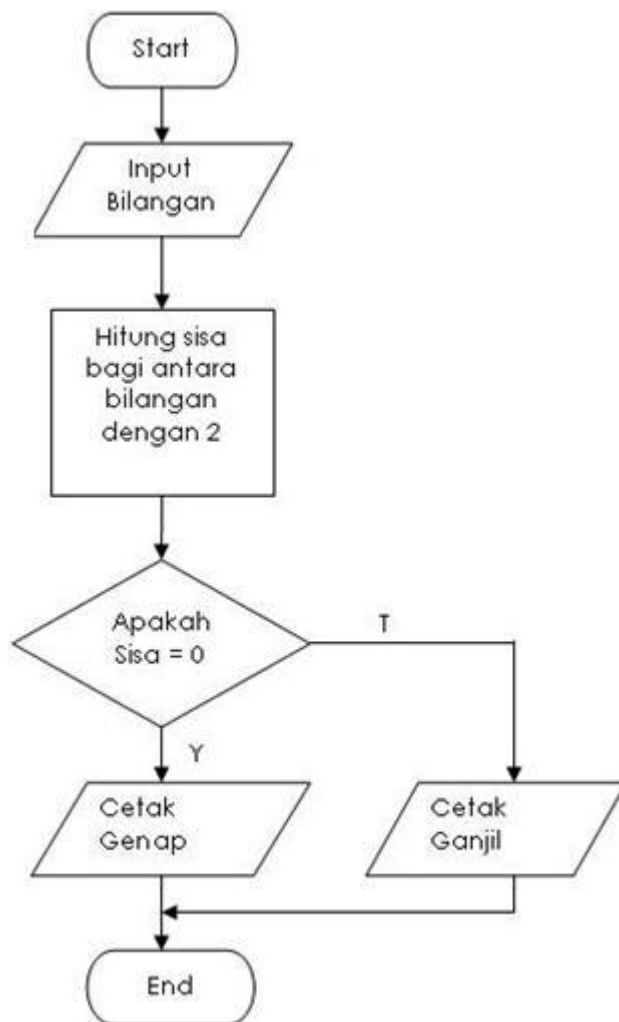 Start
Input
Bilangan
Hitung sisa
bagi antara
bilangan
dengan 2
Apakah
Sisa = 0
T
Y
Cetak
Genap
Cetak
Ganjil
End